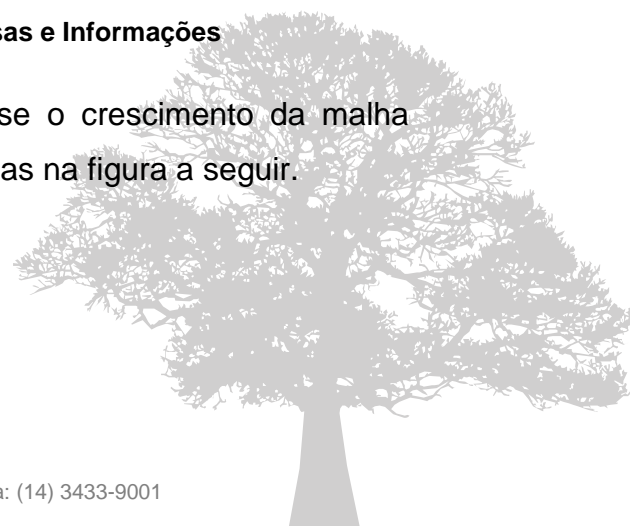 sas e Informações
se o crescimento da malha
as na figura a seguir.
a: (14) 3433-9001